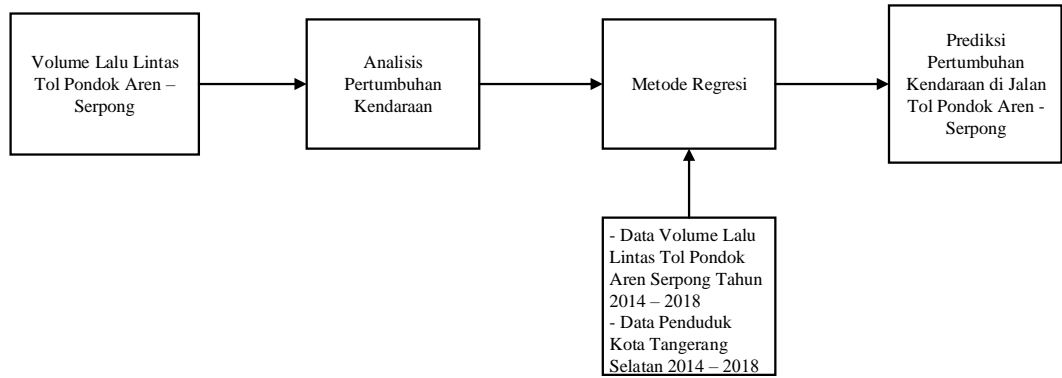 Volume Lalu Lintas
Tol Pondok Aren –
Serpong
Analisis
Pertumbuhan
Kendaraan
Metode Regresi
Prediksi
Pertumbuhan
Kendaraan di Jalan
Tol Pondok Aren -
Serpong
- Data Volume Lalu
Lintas Tol Pondok
Aren Serpong Tahun
2014 – 2018
- Data Penduduk
Kota Tangerang
Selatan 2014 – 2018